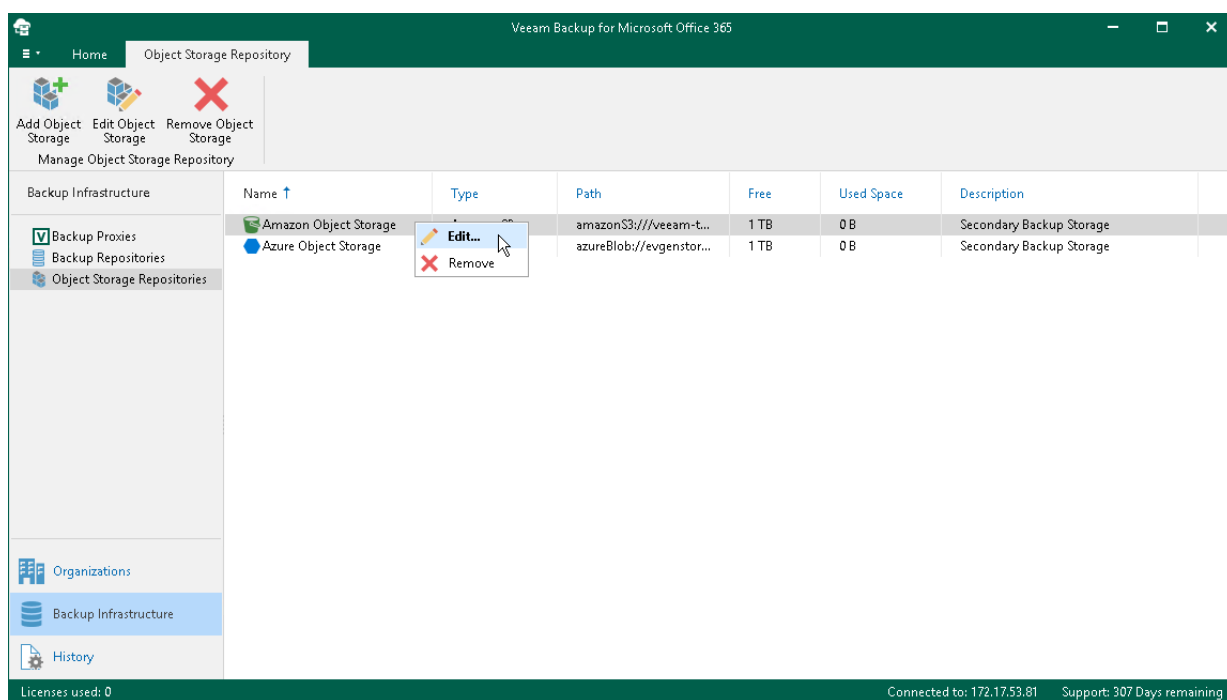 Veeam Backup for Microsoft Office 365
Home
Object Storage Repository
Add Object Storage
Edit Object Storage
Remove Object Storage
Manage Object Storage Repository
Backup Infrastructure
Name Type Path Free Used Space Description
Backup Proxies
Backup Repositories
Object Storage Repositories
Amazon Object Storage amazonS3:///veeam-t... 1 TB 0 B Secondary Backup Storage
Azure Object Storage azureBlob://evgenstor... 1 TB 0 B Secondary Backup Storage
Edit...
Remove
Organizations
Backup Infrastructure
History
Licenses used: 0
Connected to: 172.17.53.81 Support: 307 Days remaining